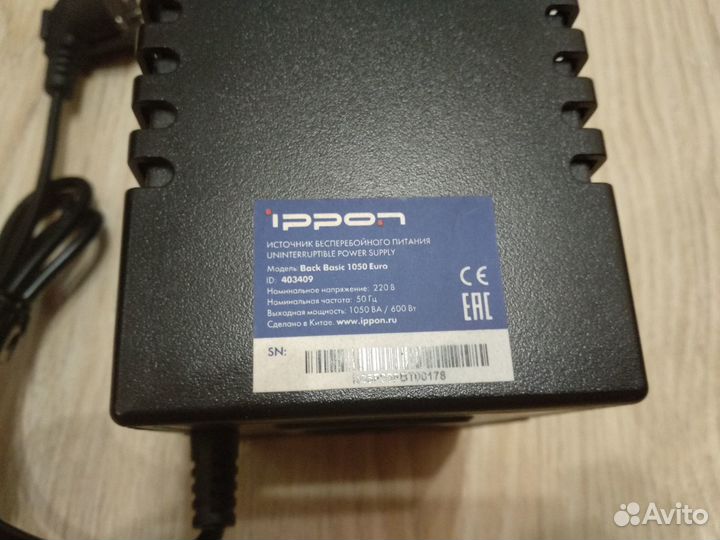 ippon
ИСТОЧНИК БЕСПЕРЕБОЙНОГО ПИТАНИЯ
UNINTERRUPTIBLE POWER SUPPLY
Модель: Back Basic 1050 Euro
ID: 403409
Номинальное напряжение: 220 В
Номинальная частота: 50 Гц
Выходная мощность: 1050 ВА / 600 Вт
Сделано в Китае. www.ippon.ru
CE
EAC
SN:
Avito